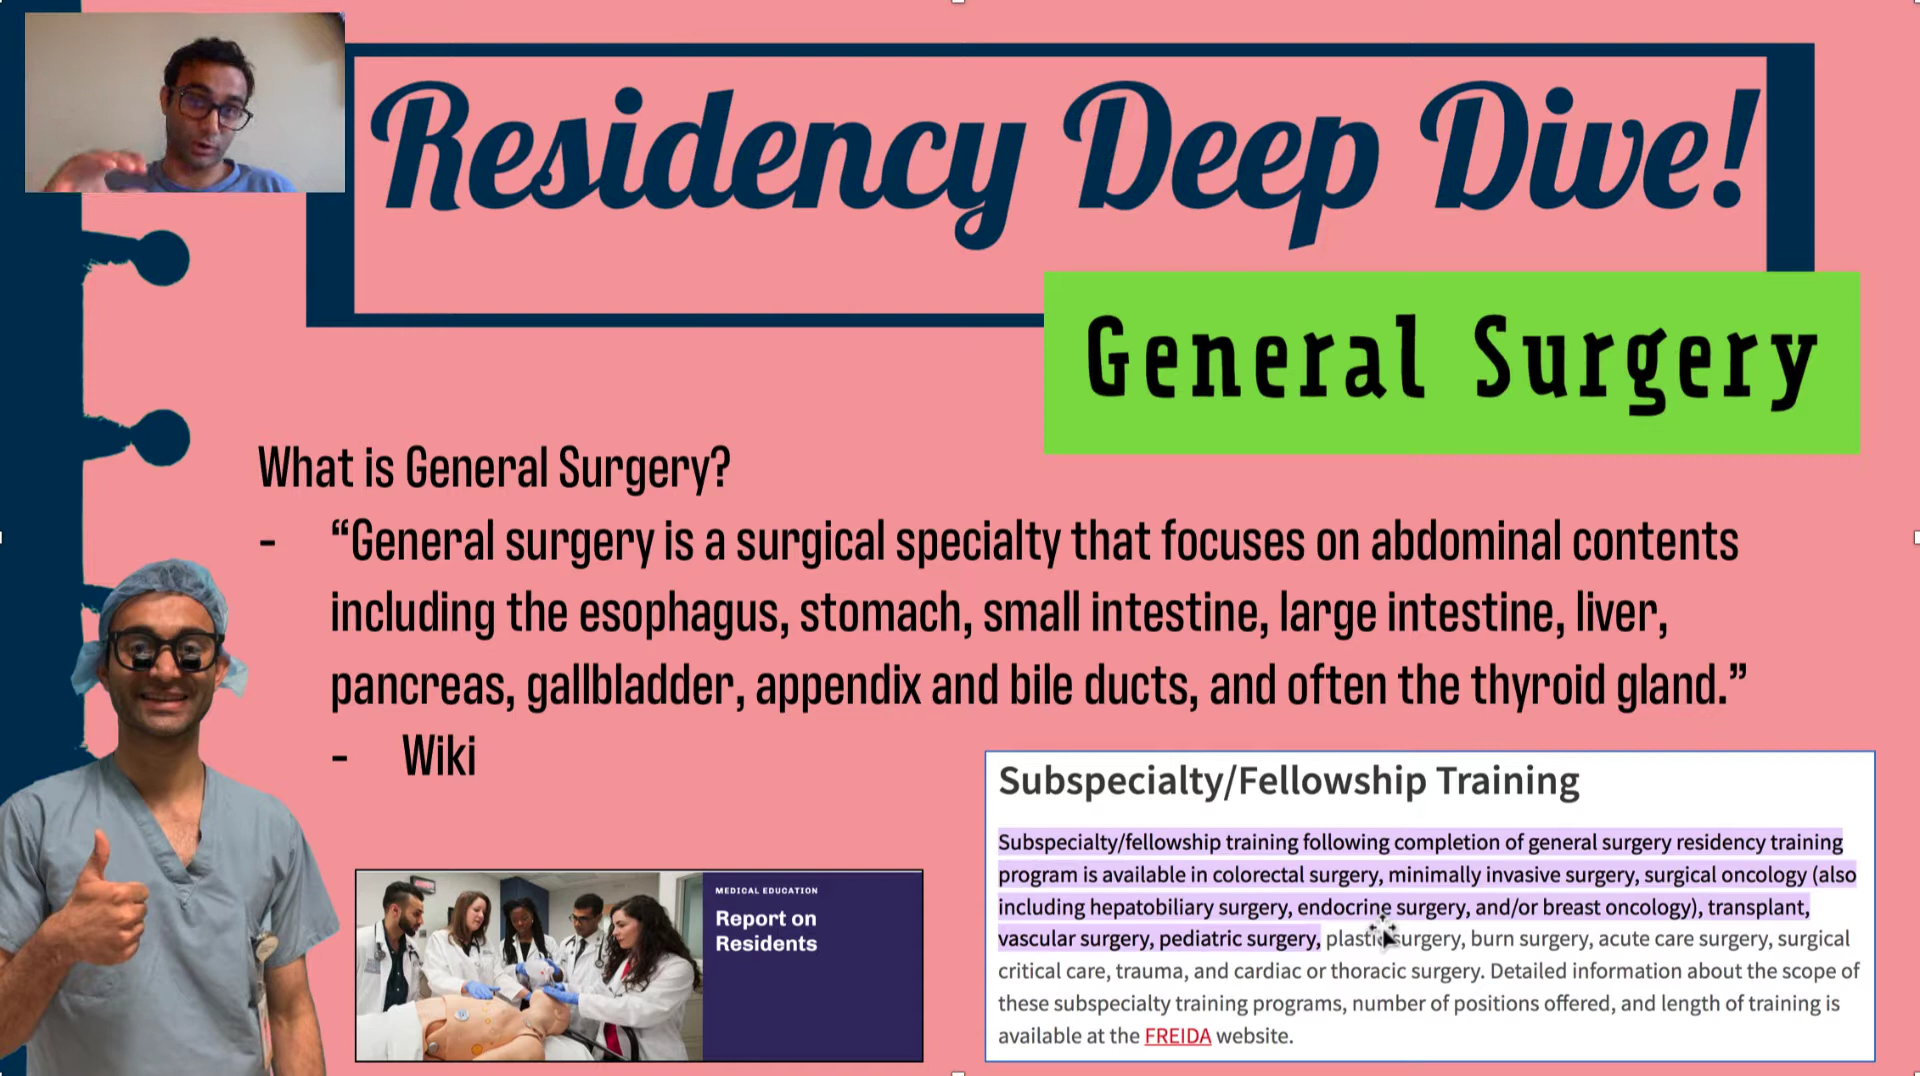 Residency Deep Dive!
General Surgery
What is General Surgery?
- “General surgery is a surgical specialty that focuses on abdominal contents
including the esophagus, stomach, small intestine, large intestine, liver,
pancreas, gallbladder, appendix and bile ducts, and often the thyroid gland.”
- Wiki
MEDICAL EDUCATION
Report on
Residents
Subspecialty/Fellowship Training
Subspecialty/fellowship training following completion of general surgery residency training
program is available in colorectal surgery, minimally invasive surgery, surgical oncology (also
including hepatobiliary surgery, endocrine surgery, and/or breast oncology), transplant,
vascular surgery, pediatric surgery, plastic surgery, burn surgery, acute care surgery, surgical
critical care, trauma, and cardiac or thoracic surgery. Detailed information about the scope of
these subspecialty training programs, number of positions offered, and length of training is
available at the FREIDA website.